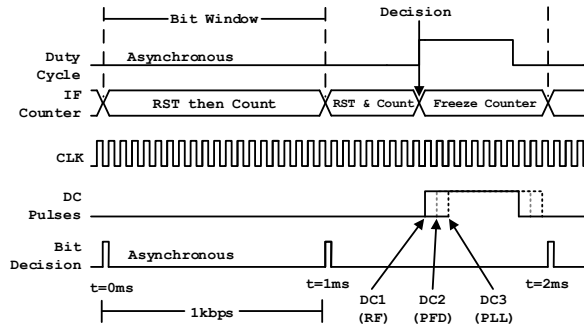 Decision
Bit Window
Duty Cycle
Asynchronous
IF Counter
RST then Count
RST & Count
Freeze Counter
CLK
DC Pulses
Bit Decision
Asynchronous
t=0ms
t=1ms
DC1 (RF)
DC2 (PFD)
DC3 (PLL)
t=2ms
1kbps